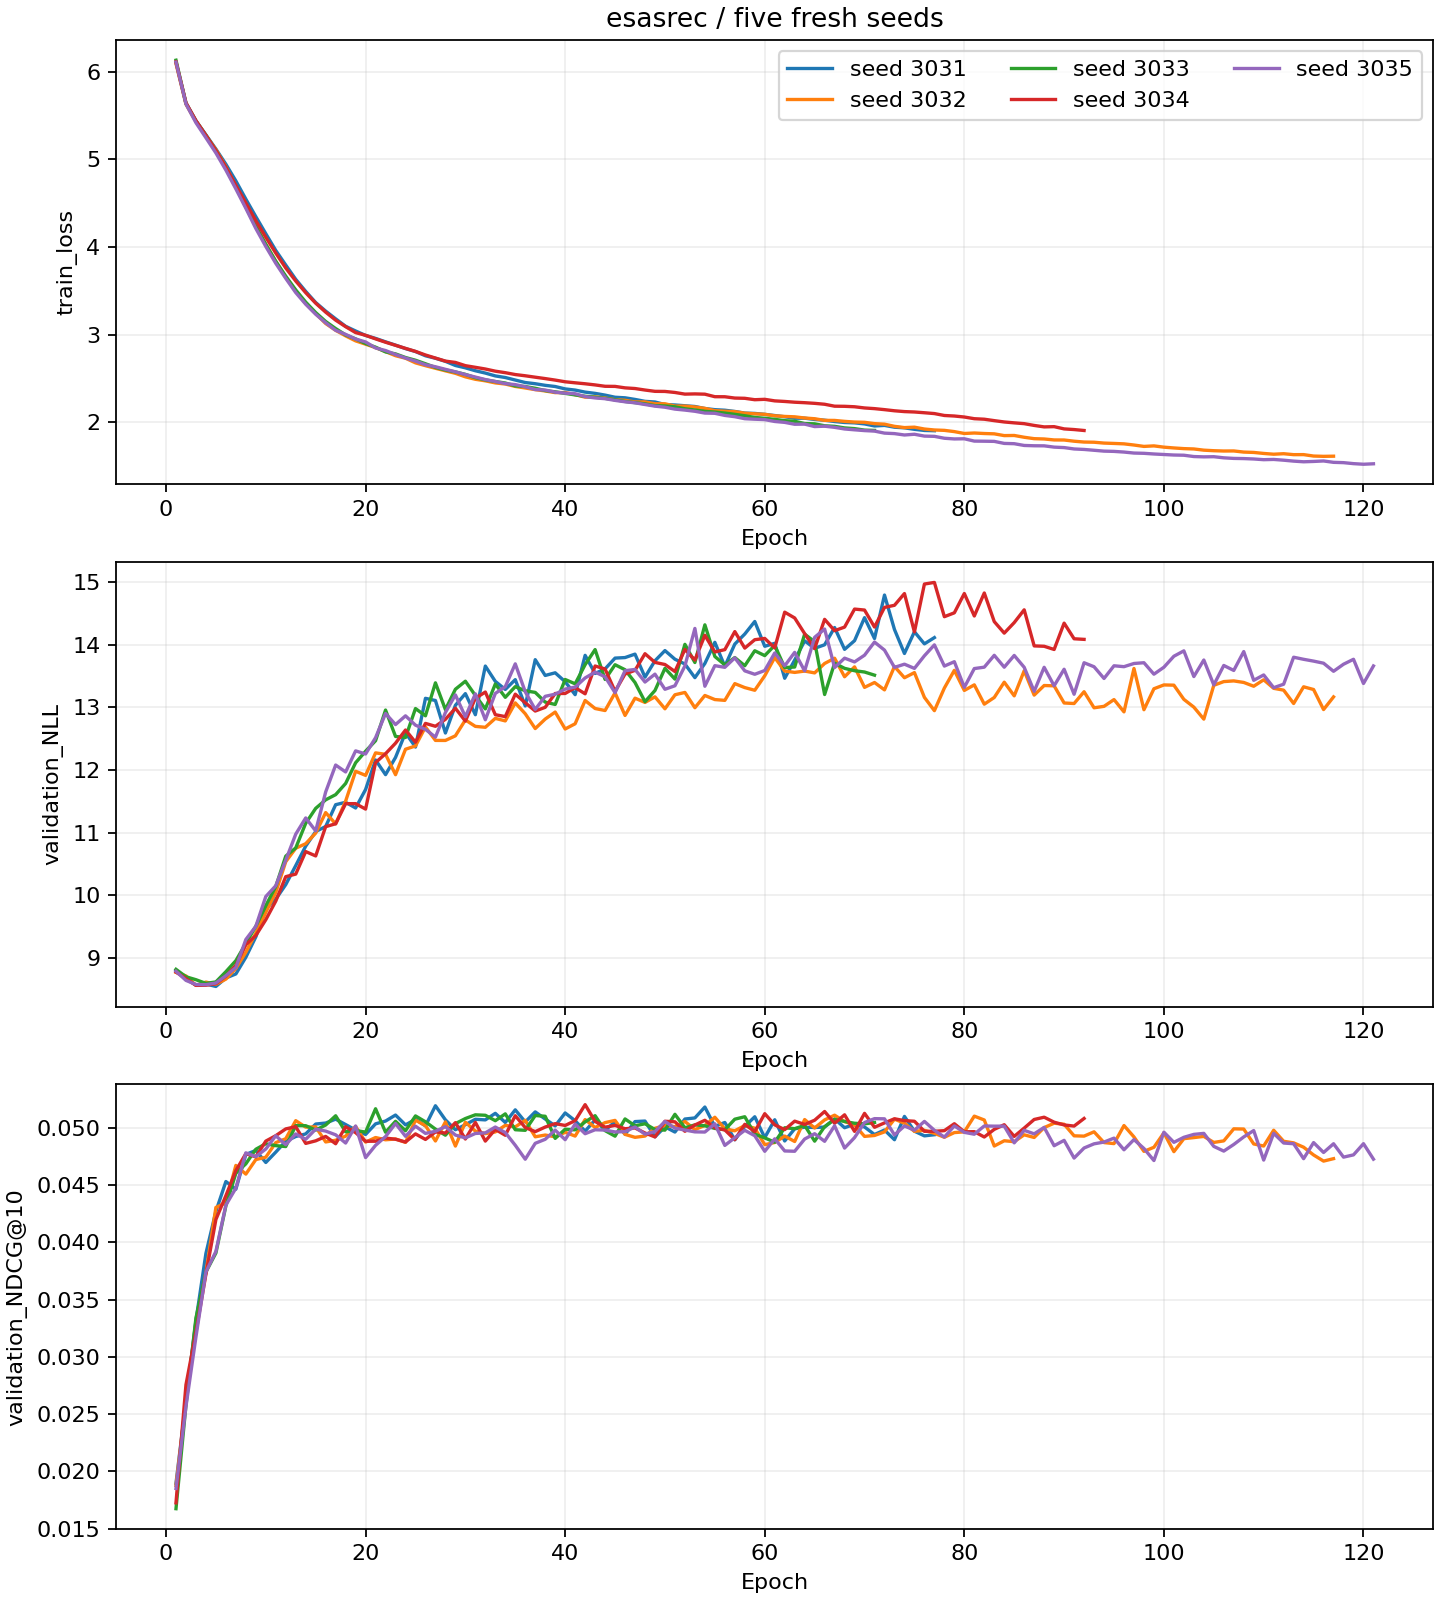 esasrec / five fresh seeds
seed 3031 seed 3033 seed 3035
seed 3032 seed 3034
train_loss
6
5
4
3
2
0 20 40 60 80 100 120
Epoch
validation_NLL
15
14
13
12
11
10
9
0 20 40 60 80 100 120
Epoch
validation_NDCG@10
0.050
0.045
0.040
0.035
0.030
0.025
0.020
0.015
0 20 40 60 80 100 120
Epoch